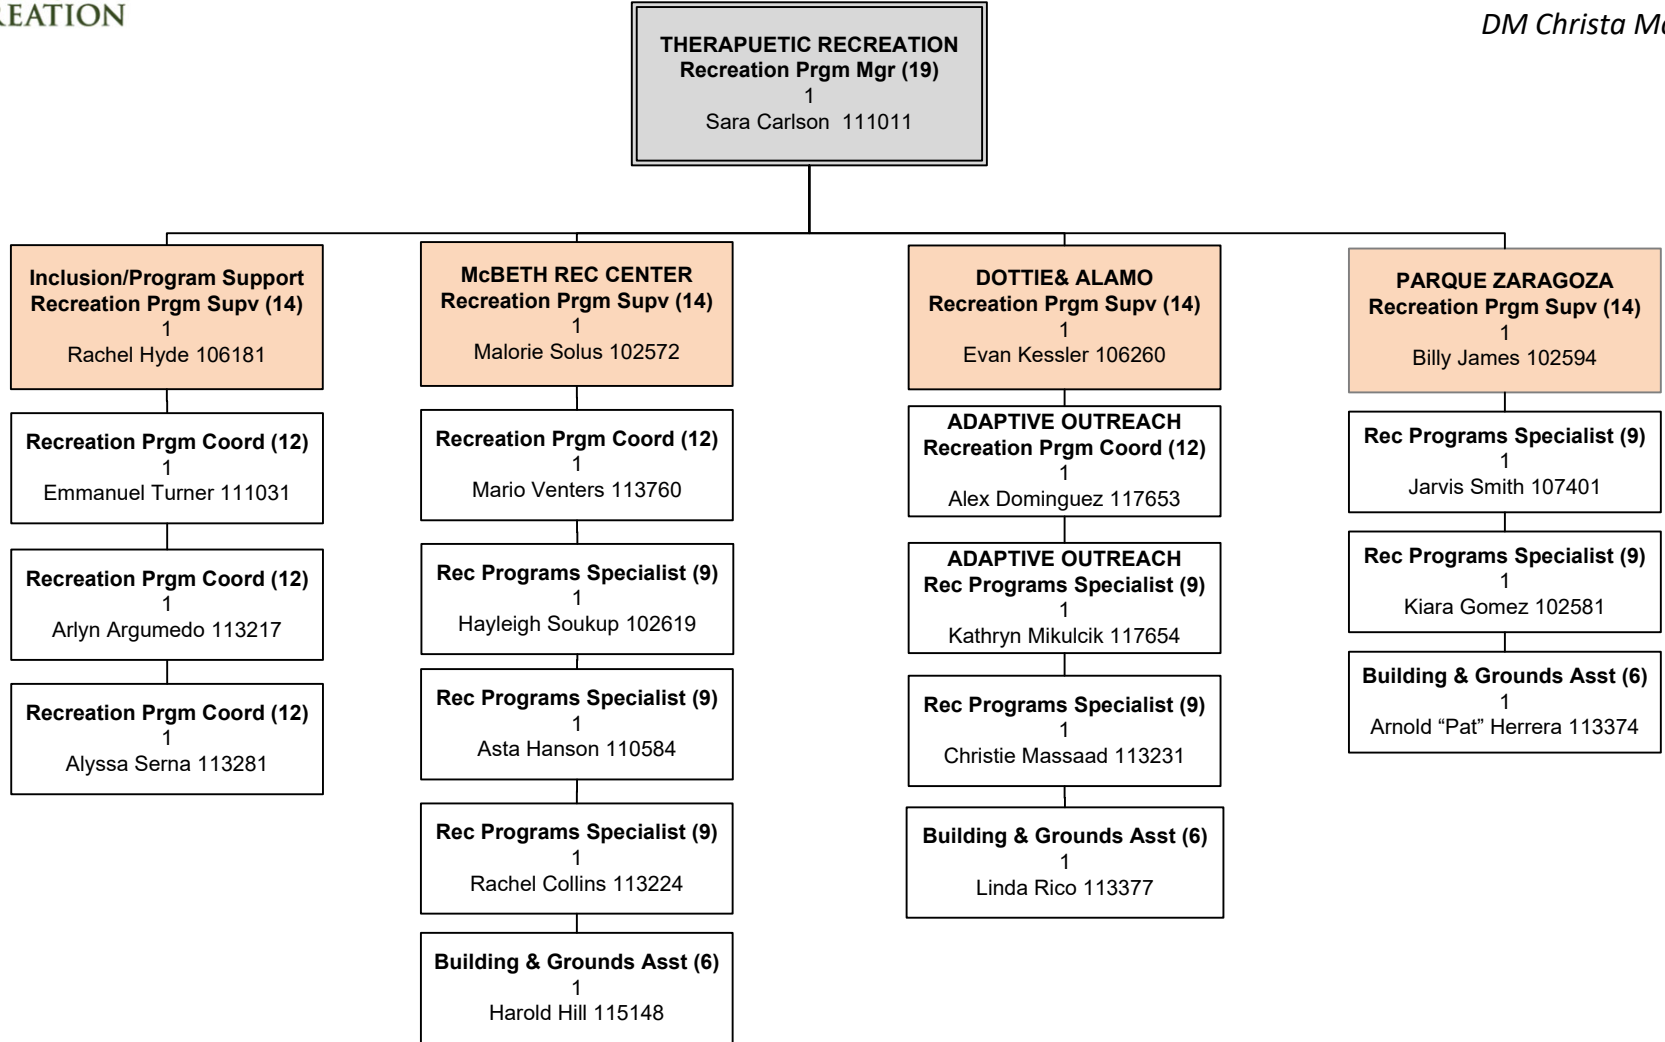 THERAPUETIC RECREATION
Recreation Prgm Mgr (19)
1
Sara Carlson 111011
Inclusion/Program Support
Recreation Prgm Supv (14)
1
Rachel Hyde 106181
Recreation Prgm Coord (12)
1
Emmanuel Turner 111031
Recreation Prgm Coord (12)
1
Arlyn Argumedo 113217
Recreation Prgm Coord (12)
1
Alyssa Serna 113281
McBETH REC CENTER
Recreation Prgm Supv (14)
1
Malorie Solus 102572
Recreation Prgm Coord (12)
1
Mario Venters 113760
Rec Programs Specialist (9)
1
Hayleigh Soukup 102619
Rec Programs Specialist (9)
1
Asta Hanson 110584
Rec Programs Specialist (9)
1
Rachel Collins 113224
Building & Grounds Asst (6)
1
Harold Hill 115148
DOTTIE& ALAMO
Recreation Prgm Supv (14)
1
Evan Kessler 106260
ADAPTIVE OUTREACH
Recreation Prgm Coord (12)
1
Alex Dominguez 117653
ADAPTIVE OUTREACH
Rec Programs Specialist (9)
1
Kathryn Mikulcik 117654
Rec Programs Specialist (9)
1
Christie Massaad 113231
Building & Grounds Asst (6)
1
Linda Rico 113377
PARQUE ZARAGOZA
Recreation Prgm Supv (14)
1
Billy James 102594
Rec Programs Specialist (9)
1
Jarvis Smith 107401
Rec Programs Specialist (9)
1
Kiara Gomez 102581
Building & Grounds Asst (6)
1
Arnold “Pat” Herrera 113374
DM Christa